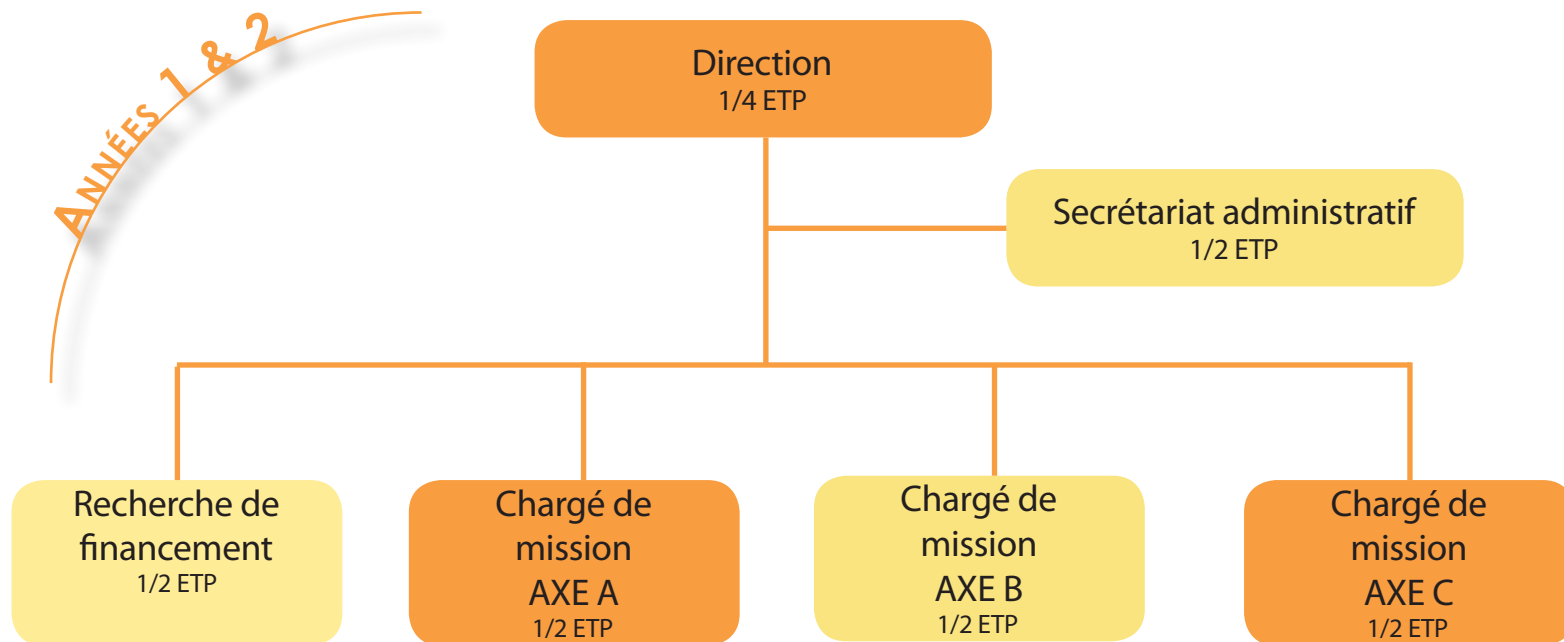 ANNÉES 1 & 2
Direction
1/4 ETP
Secrétariat administratif
1/2 ETP
Recherche de
financement
1/2 ETP
Chargé de
mission
AXE A
1/2 ETP
Chargé de
mission
AXE B
1/2 ETP
Chargé de
mission
AXE C
1/2 ETP